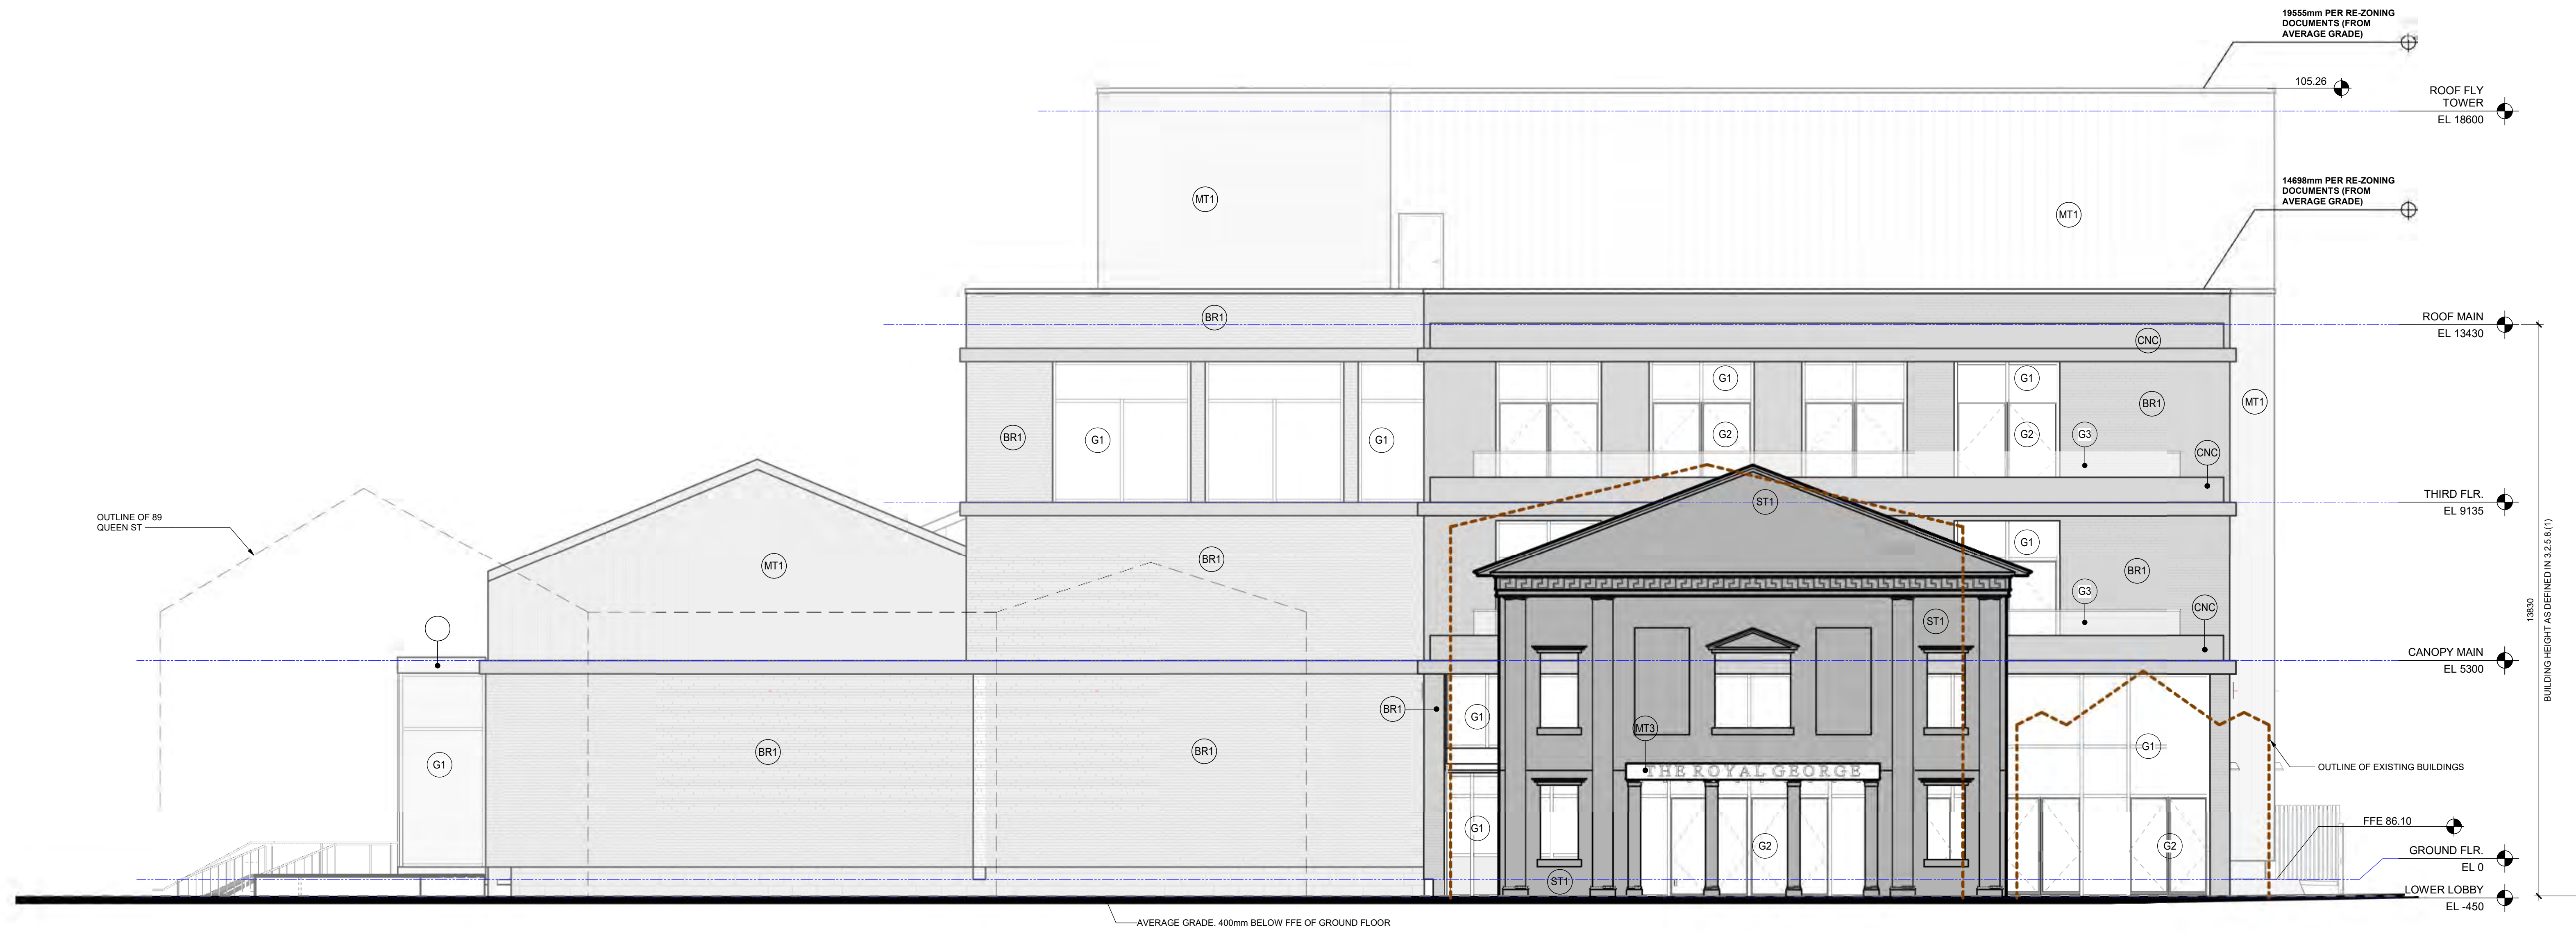 19555mm PER RE-ZONING
DOCUMENTS (FROM
AVERAGE GRADE)
105.26
ROOF FLY
TOWER
EL 18600
MT1
14698mm PER RE-ZONING
DOCUMENTS (FROM
AVERAGE GRADE)
MT1
BR1
ROOF MAIN
EL 13430
CNC
G1
G1
BR1
MT1
BR1
G1
G1
G2
G2
G3
CNC
ST1
THIRD FLR.
EL 9135
OUTLINE OF 89
QUEEN ST
MT1
BR1
G1
BR1
G3
CNC
ST1
13830
BUILDING HEIGHT AS DEFINED IN 3.2.5.8.(1)
CANOPY MAIN
EL 5300
BR1
G1
MT3
G1
BR1
BR1
G1
THE ROYAL GEORGE
OUTLINE OF EXISTING BUILDINGS
G1
G2
G2
FFE 86.10
GROUND FLR.
EL 0
ST1
LOWER LOBBY
EL -450
AVERAGE GRADE. 400mm BELOW FFE OF GROUND FLOOR